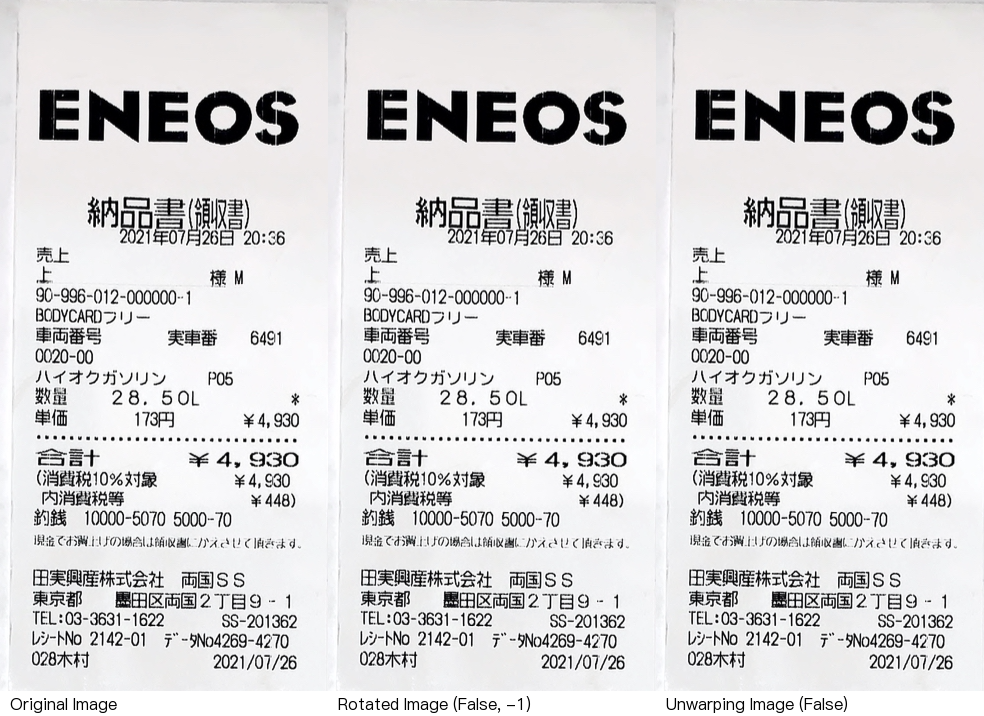 ENEOS
納品書(領収書)
2021年07月26日 20:36
売上
上 様 M
90-996-012-000000-1
BODYCARDフリー
車両番号 実車番 6491
0020-00
ハイオクガソリン P05
数量 28.50L *
単価 173円 ¥4,930
合計 ¥4,930
(消費税10%対象 ¥4,930
内消費税等 ¥448)
釣銭 10000-5070 5000-70
現金でお買上げの場合は領収書にかえさせて頂きます。
田実興産株式会社 両国SS
東京都 墨田区両国2丁目9-1
TEL:03-3631-1622 SS-201362
レシートNo 2142-01 データNo4269-4270
028木村 2021/07/26
Original Image
ENEOS
納品書(領収書)
2021年07月26日 20:36
売上
上 様 M
90-996-012-000000-1
BODYCARDフリー
車両番号 実車番 6491
0020-00
ハイオクガソリン P05
数量 28.50L *
単価 173円 ¥4,930
合計 ¥4,930
(消費税10%対象 ¥4,930
内消費税等 ¥448)
釣銭 10000-5070 5000-70
現金でお買上げの場合は領収書にかえさせて頂きます。
田実興産株式会社 両国SS
東京都 墨田区両国2丁目9-1
TEL:03-3631-1622 SS-201362
レシートNo 2142-01 データNo4269-4270
028木村 2021/07/26
Rotated Image (False, -1)
ENEOS
納品書(領収書)
2021年07月26日 20:36
売上
上 様 M
90-996-012-000000-1
BODYCARDフリー
車両番号 実車番 6491
0020-00
ハイオクガソリン P05
数量 28.50L *
単価 173円 ¥4,930
合計 ¥4,930
(消費税10%対象 ¥4,930
内消費税等 ¥448)
釣銭 10000-5070 5000-70
現金でお買上げの場合は領収書にかえさせて頂きます。
田実興産株式会社 両国SS
東京都 墨田区両国2丁目9-1
TEL:03-3631-1622 SS-201362
レシートNo 2142-01 データNo4269-4270
028木村 2021/07/26
Unwarping Image (False)